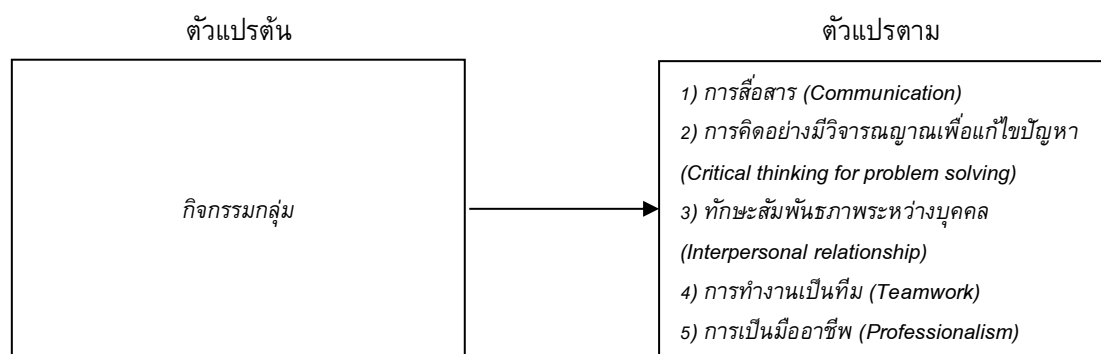 ตัวแปรต้น
ตัวแปรตาม
กิจกรรมกลุ่ม
1) การสื่อสาร (Communication)
2) การคิดอย่างมีวิจารณญาณเพื่อแก้ไขปัญหา
(Critical thinking for problem solving)
3) ทักษะสัมพันธภาพระหว่างบุคคล
(Interpersonal relationship)
4) การทำงานเป็นทีม (Teamwork)
5) การเป็นมืออาชีพ (Professionalism)